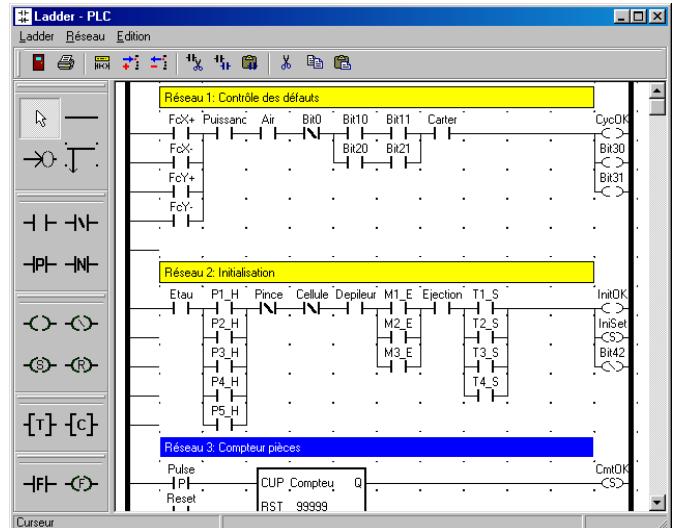 Ladder - PLC
Ladder Réseau Edition
Réseau 1: Contrôle des défauts
FcX+ Puissanc Air Bit0 Bit10 Bit11 Carter CycOK
FcX- Bit20 Bit21 Bit30
FcY+ Bit31
FcY-
Réseau 2: Initialisation
Etau P1_H Pince Cellule Depileur M1_E Ejection T1_S InitOK
P2_H M2_E T2_S IniSet
S
P3_H M3_E T3_S Bit42
P4_H T4_S
P5_H
Réseau 3: Compteur pièces
Pulse CmtOK
P CUP Compteu Q S
Reset
RST 99999
P N
S R
T C
F F
Curseur